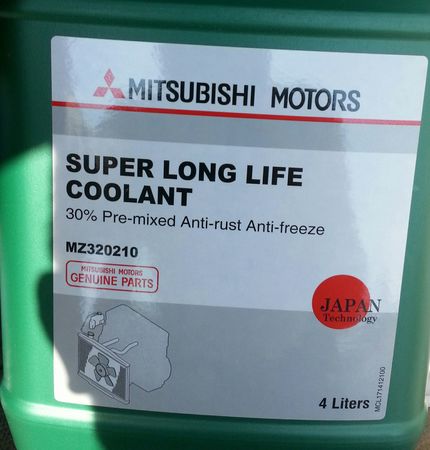 MITSUBISHI MOTORS
SUPER LONG LIFE
COOLANT
30% Pre-mixed Anti-rust Anti-freeze
MZ320210
MITSUBISHI MOTORS
GENUINE PARTS
JAPAN
Technology
4 Liters
MCL171412100